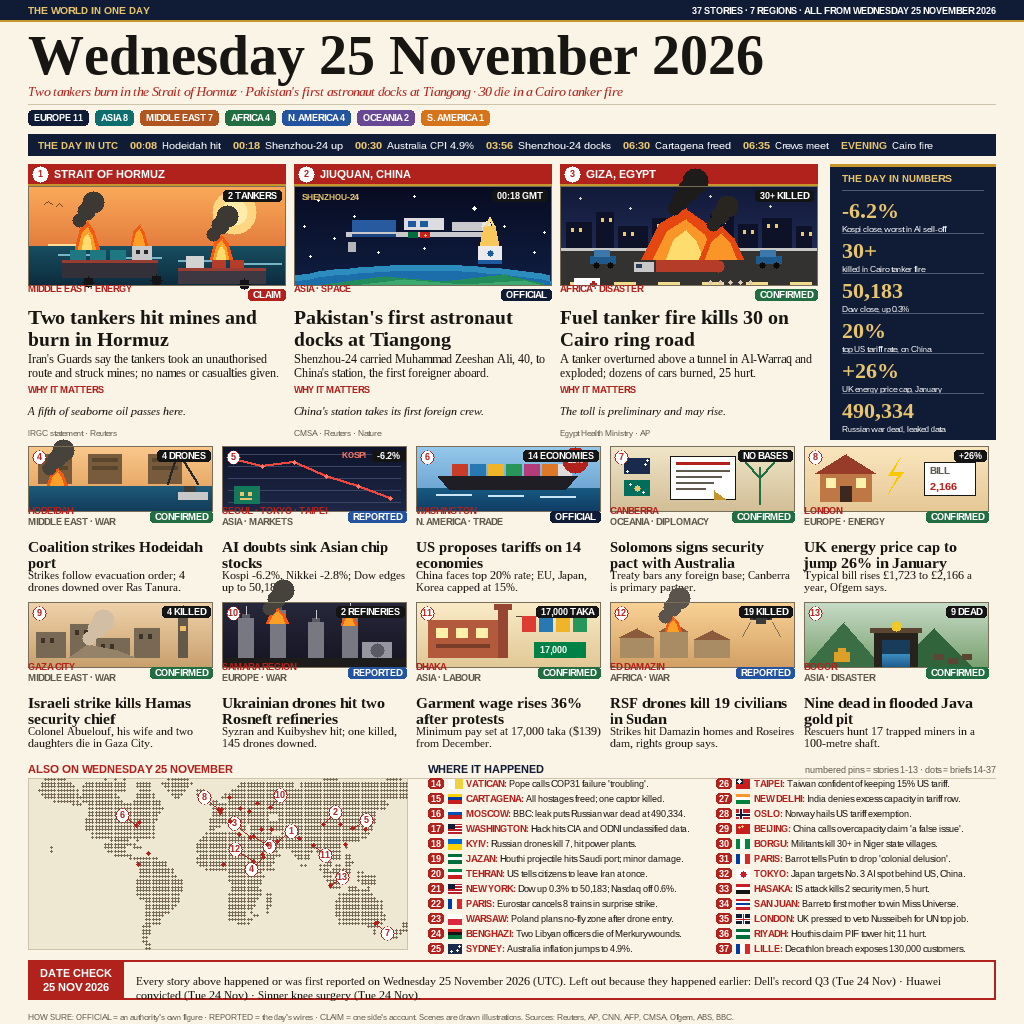 THE WORLD IN ONE DAY
37 STORIES · 7 REGIONS · ALL FROM WEDNESDAY 25 NOVEMBER 2026
Wednesday 25 November 2026
Two tankers burn in the Strait of Hormuz · Pakistan's first astronaut docks at Tiangong · 30 die in a Cairo tanker fire
EUROPE 11 ASIA 8 MIDDLE EAST 7 AFRICA 4 N. AMERICA 4 OCEANIA 2 S. AMERICA 1
THE DAY IN UTC 00:08 Hodeidah hit 00:18 Shenzhou-24 up 00:30 Australia CPI 4.9% 03:56 Shenzhou-24 docks 06:30 Cartagena freed 06:35 Crews meet EVENING Cairo fire
1 STRAIT OF HORMUZ
2 TANKERS
MIDDLE EAST · ENERGY
CLAIM
Two tankers hit mines and
burn in Hormuz
Iran's Guards say the tankers took an unauthorised
route and struck mines; no names or casualties given.
WHY IT MATTERS
A fifth of seaborne oil passes here.
IRGC statement · Reuters
2 JIUQUAN, CHINA
SHENZHOU-24
00:18 GMT
ASIA · SPACE
OFFICIAL
Pakistan's first astronaut
docks at Tiangong
Shenzhou-24 carried Muhammad Zeeshan Ali, 40, to
China's station, the first foreigner aboard.
WHY IT MATTERS
China's station takes its first foreign crew.
CMSA · Reuters · Nature
3 GIZA, EGYPT
30+ KILLED
AFRICA · DISASTER
CONFIRMED
Fuel tanker fire kills 30 on
Cairo ring road
A tanker overturned above a tunnel in Al-Warraq and
exploded; dozens of cars burned, 25 hurt.
WHY IT MATTERS
The toll is preliminary and may rise.
Egypt Health Ministry · AP
THE DAY IN NUMBERS
-6.2%
Kospi close, worst in AI sell-off
30+
killed in Cairo tanker fire
50,183
Dow close, up 0.3%
20%
top US tariff rate, on China
+26%
UK energy price cap, January
490,334
Russian war dead, leaked data
4
4 DRONES
HODEIDAH
MIDDLE EAST · WAR
CONFIRMED
Coalition strikes Hodeidah
port
Strikes follow evacuation order; 4
drones downed over Ras Tanura.
5
KOSPI -6.2%
SEOUL · TOKYO · TAIPEI
ASIA · MARKETS
REPORTED
AI doubts sink Asian chip
stocks
Kospi -6.2%, Nikkei -2.8%; Dow edges
up to 50,183.
6
14 ECONOMIES
WASHINGTON
N. AMERICA · TRADE
OFFICIAL
US proposes tariffs on 14
economies
China faces top 20% rate; EU, Japan,
Korea capped at 15%.
7
NO BASES
CANBERRA
OCEANIA · DIPLOMACY
CONFIRMED
Solomons signs security
pact with Australia
Treaty bars any foreign base; Canberra
is primary partner.
8
+26%
BILL
2,166
LONDON
EUROPE · ENERGY
CONFIRMED
UK energy price cap to
jump 26% in January
Typical bill rises £1,723 to £2,166 a
year, Ofgem says.
9
4 KILLED
GAZA CITY
MIDDLE EAST · WAR
CONFIRMED
Israeli strike kills Hamas
security chief
Colonel Abuelouf, his wife and two
daughters die in Gaza City.
10
2 REFINERIES
SAMARA REGION
EUROPE · WAR
REPORTED
Ukrainian drones hit two
Rosneft refineries
Syzran and Kuibyshev hit; one killed,
145 drones downed.
11
17,000 TAKA
17,000
DHAKA
ASIA · LABOUR
CONFIRMED
Garment wage rises 36%
after protests
Minimum pay set at 17,000 taka ($139)
from December.
12
19 KILLED
ED DAMAZIN
AFRICA · WAR
REPORTED
RSF drones kill 19 civilians
in Sudan
Strikes hit Damazin homes and Roseires
dam, rights group says.
13
9 DEAD
BOGOR
ASIA · DISASTER
CONFIRMED
Nine dead in flooded Java
gold pit
Rescuers hunt 17 trapped miners in a
100-metre shaft.
ALSO ON WEDNESDAY 25 NOVEMBER
WHERE IT HAPPENED
numbered pins = stories 1-13 · dots = briefs 14-37
6 8 10 3 2 5 1 9 12 11 4 13 7
14 VATICAN: Pope calls COP31 failure 'troubling'.
15 CARTAGENA: All hostages freed; one captor killed.
16 MOSCOW: BBC: leak puts Russian war dead at 490,334.
17 WASHINGTON: Hack hits CIA and ODNI unclassified data.
18 KYIV: Russian drones kill 7, hit power plants.
19 JAZAN: Houthi projectile hits Saudi port; minor damage.
20 TEHRAN: US tells citizens to leave Iran at once.
21 NEW YORK: Dow up 0.3% to 50,183; Nasdaq off 0.6%.
22 PARIS: Eurostar cancels 8 trains in surprise strike.
23 WARSAW: Poland plans no-fly zone after drone entry.
24 BENGHAZI: Two Libyan officers die of Merkurywounds.
25 SYDNEY: Australia inflation jumps to 4.9%.
26 TAIPEI: Taiwan confident of keeping 15% US tariff.
27 NEW DELHI: India denies excess capacity in tariff row.
28 OSLO: Norway hails US tariff exemption.
29 BEIJING: China calls overcapacity claim 'a false issue'.
30 BORGU: Militants kill 30+ in Niger state villages.
31 PARIS: Barrot tells Putin to drop 'colonial delusion'.
32 TOKYO: Japan targets No. 3 AI spot behind US, China.
33 HASAKA: IS attack kills 2 security men, 5 hurt.
34 SAN JUAN: Barreto first mother to win Miss Universe.
35 LONDON: UK pressed to veto Nusseibeh for UN top job.
36 RIYADH: Houthis claim PIF tower hit; 11 hurt.
37 LILLE: Decathlon breach exposes 130,000 customers.
DATE CHECK
25 NOV 2026
Every story above happened or was first reported on Wednesday 25 November 2026 (UTC). Left out because they happened earlier: Dell's record Q3 (Tue 24 Nov) · Huawei
convicted (Tue 24 Nov) · Sinner knee surgery (Tue 24 Nov).
HOW SURE: OFFICIAL = an authority's own figure · REPORTED = the day's wires · CLAIM = one side's account. Scenes are drawn illustrations. Sources: Reuters, AP, CNN, AFP, CMSA, Ofgem, ABS, BBC.